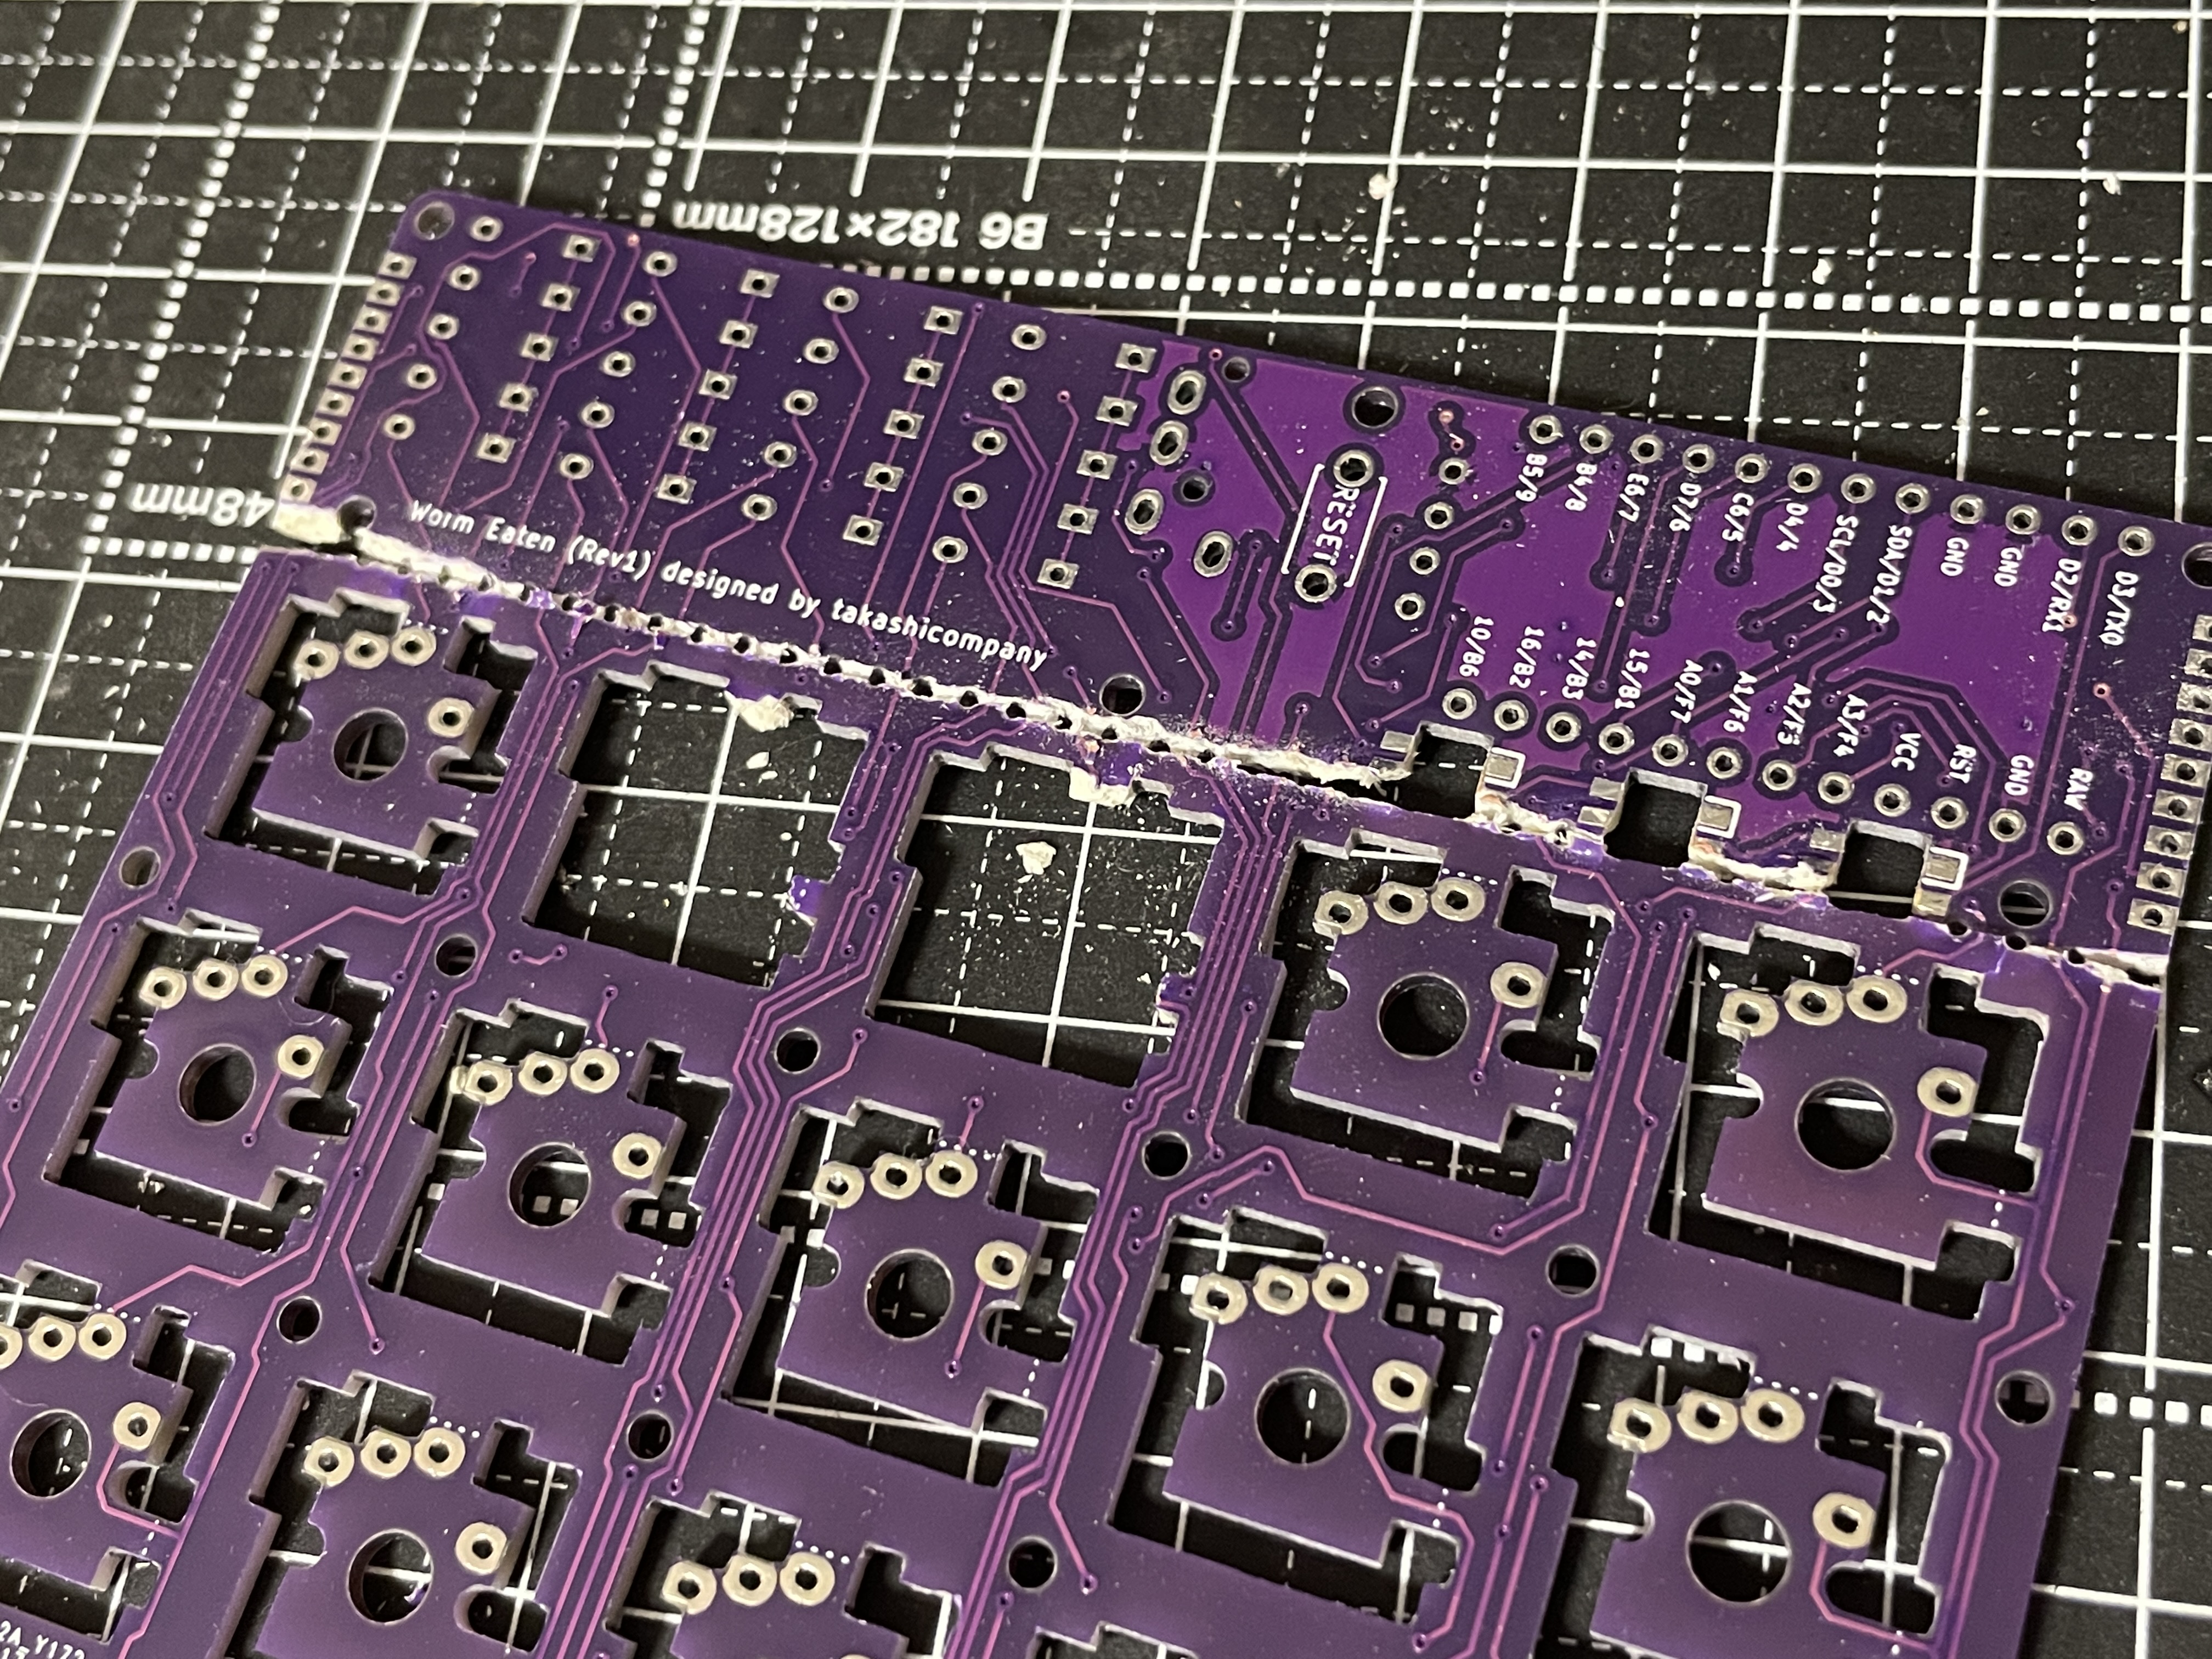 B6 182×128mm
48mm
Worm Eaten (Rev1) designed by takashicompany
RESET
B5/9
B4/8
E6/7
D7/6
C6/5
D4/4
SCL/D0/3
SDA/D1/2
GND
GND
D2/RX1
D3/TX0
10/B6
16/B2
14/B3
15/B1
A0/F7
A1/F6
A2/F5
A3/F4
VCC
RST
GND
RAW